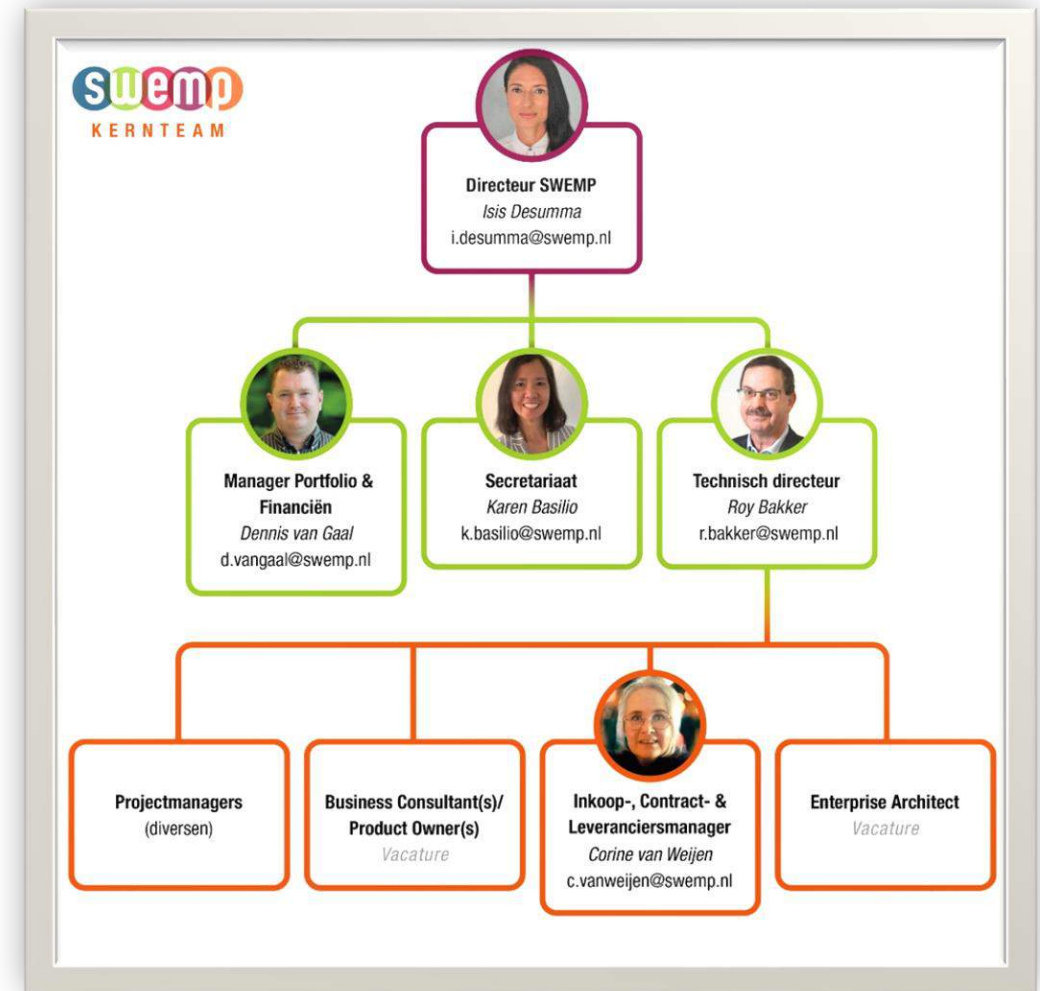 swemp
KERNTEAM
Directeur SWEMP
Isis Desumma
i.desumma@swemp.nl
Manager Portfolio &
Financiën
Dennis van Gaal
d.vangaal@swemp.nl
Secretariaat
Karen Basilio
k.basilio@swemp.nl
Technisch directeur
Roy Bakker
r.bakker@swemp.nl
Projectmanagers
(diversen)
Business Consultant(s)/
Product Owner(s)
Vacature
Inkoop-, Contract- &
Leveranciersmanager
Corine van Weijen
c.vanweijen@swemp.nl
Enterprise Architect
Vacature